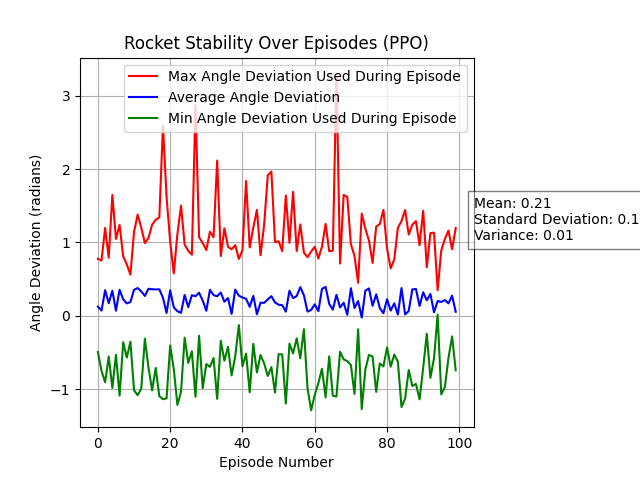 Rocket Stability Over Episodes (PPO)
Max Angle Deviation Used During Episode
Average Angle Deviation
Min Angle Deviation Used During Episode
Angle Deviation (radians)
3
2
1
0
−1
0
20
40
60
80
100
Episode Number
Mean: 0.21
Standard Deviation: 0.1
Variance: 0.01